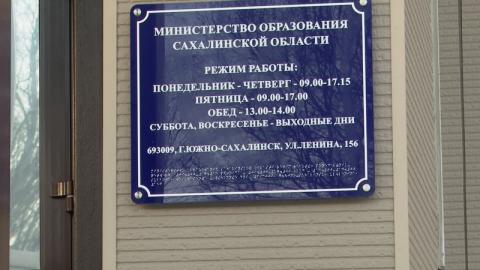 МИНИСТЕРСТВО ОБРАЗОВАНИЯ
САХАЛИНСКОЙ ОБЛАСТИ
РЕЖИМ РАБОТЫ:
ПОНЕДЕЛЬНИК - ЧЕТВЕРГ - 09.00-17.15
ПЯТНИЦА - 09.00-17.00
ОБЕД - 13.00-14.00
СУББОТА, ВОСКРЕСЕНЬЕ - ВЫХОДНЫЕ ДНИ
693009, Г.ЮЖНО-САХАЛИНСК, УЛ.ЛЕНИНА, 156